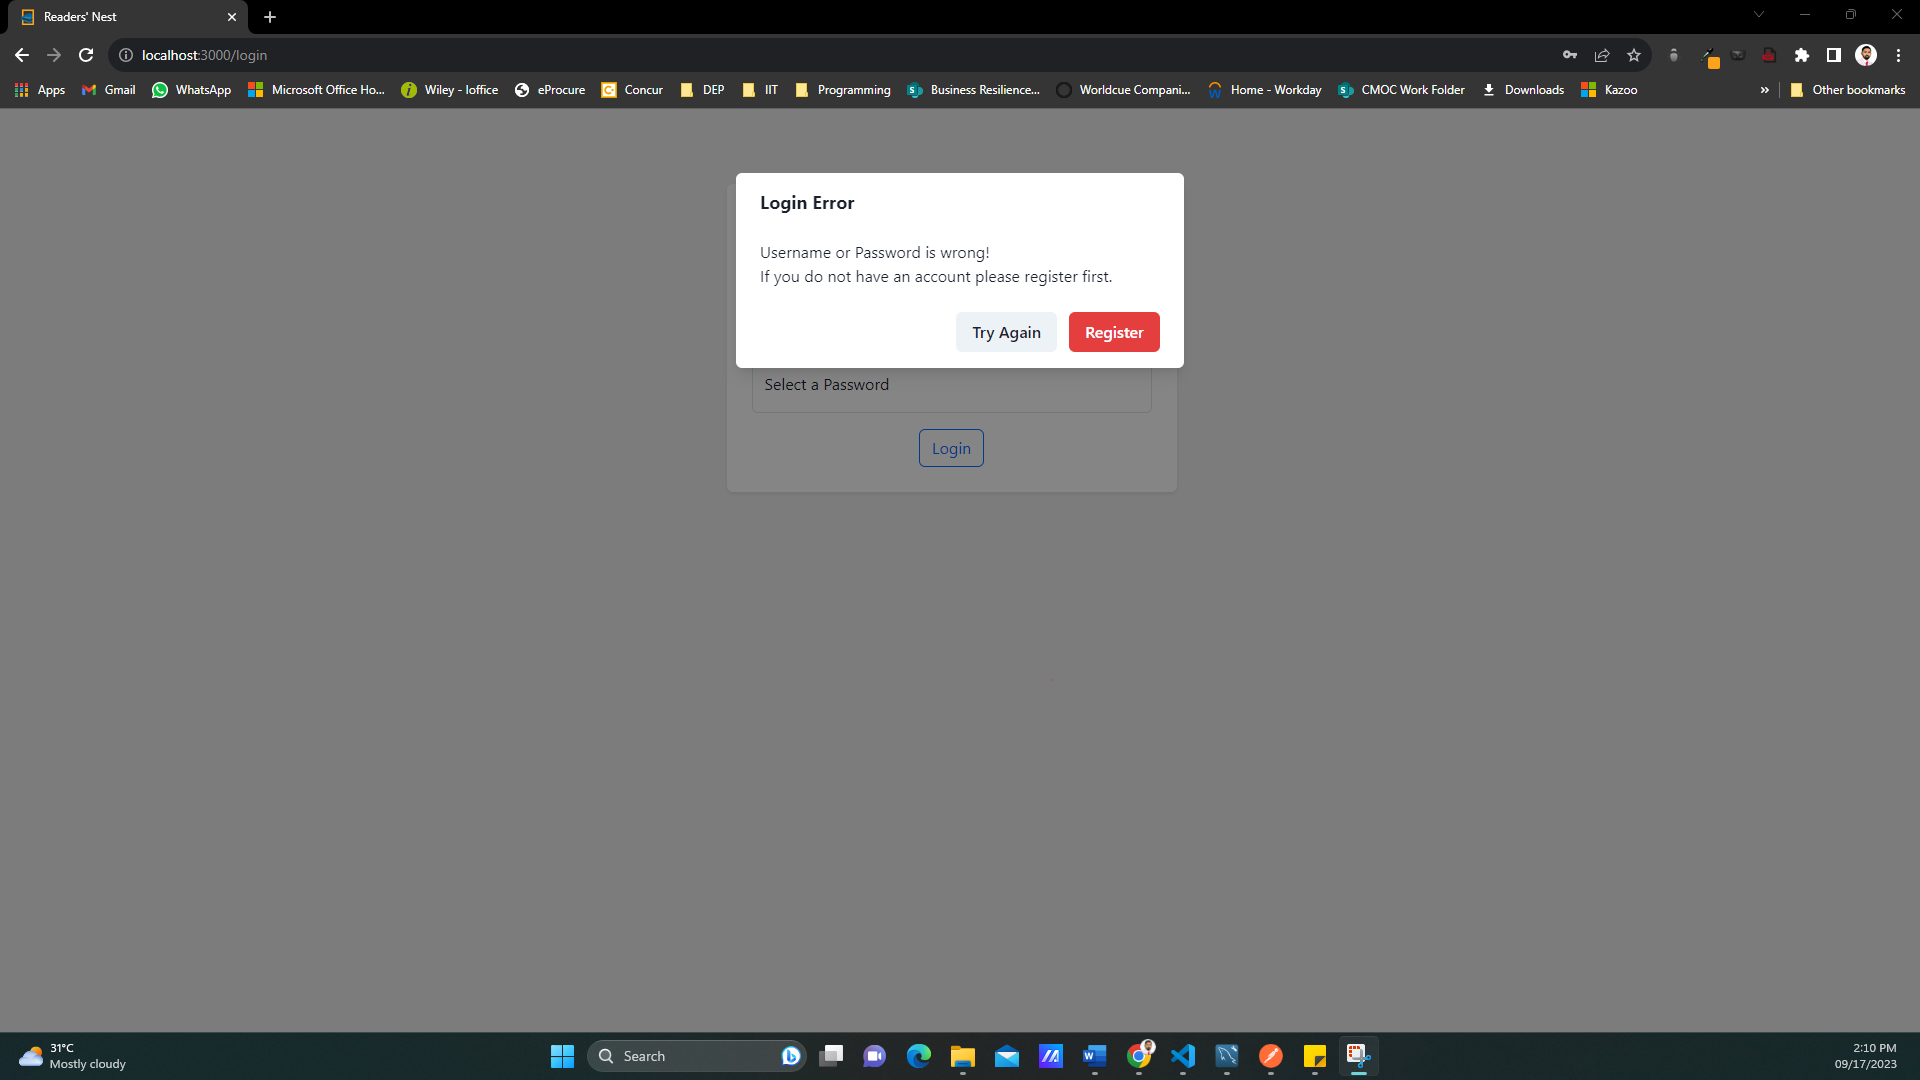 Readers' Nest
localhost:3000/login
Apps Gmail WhatsApp Microsoft Office Ho... Wiley - Ioffice eProcure Concur DEP IIT Programming Business Resilience... Worldcue Compani... Home - Workday CMOC Work Folder Downloads Kazoo » Other bookmarks
Login Error
Username or Password is wrong!
If you do not have an account please register first.
Try Again Register
Select a Password
Login
31°C
Mostly cloudy
Search
2:10 PM
09/17/2023